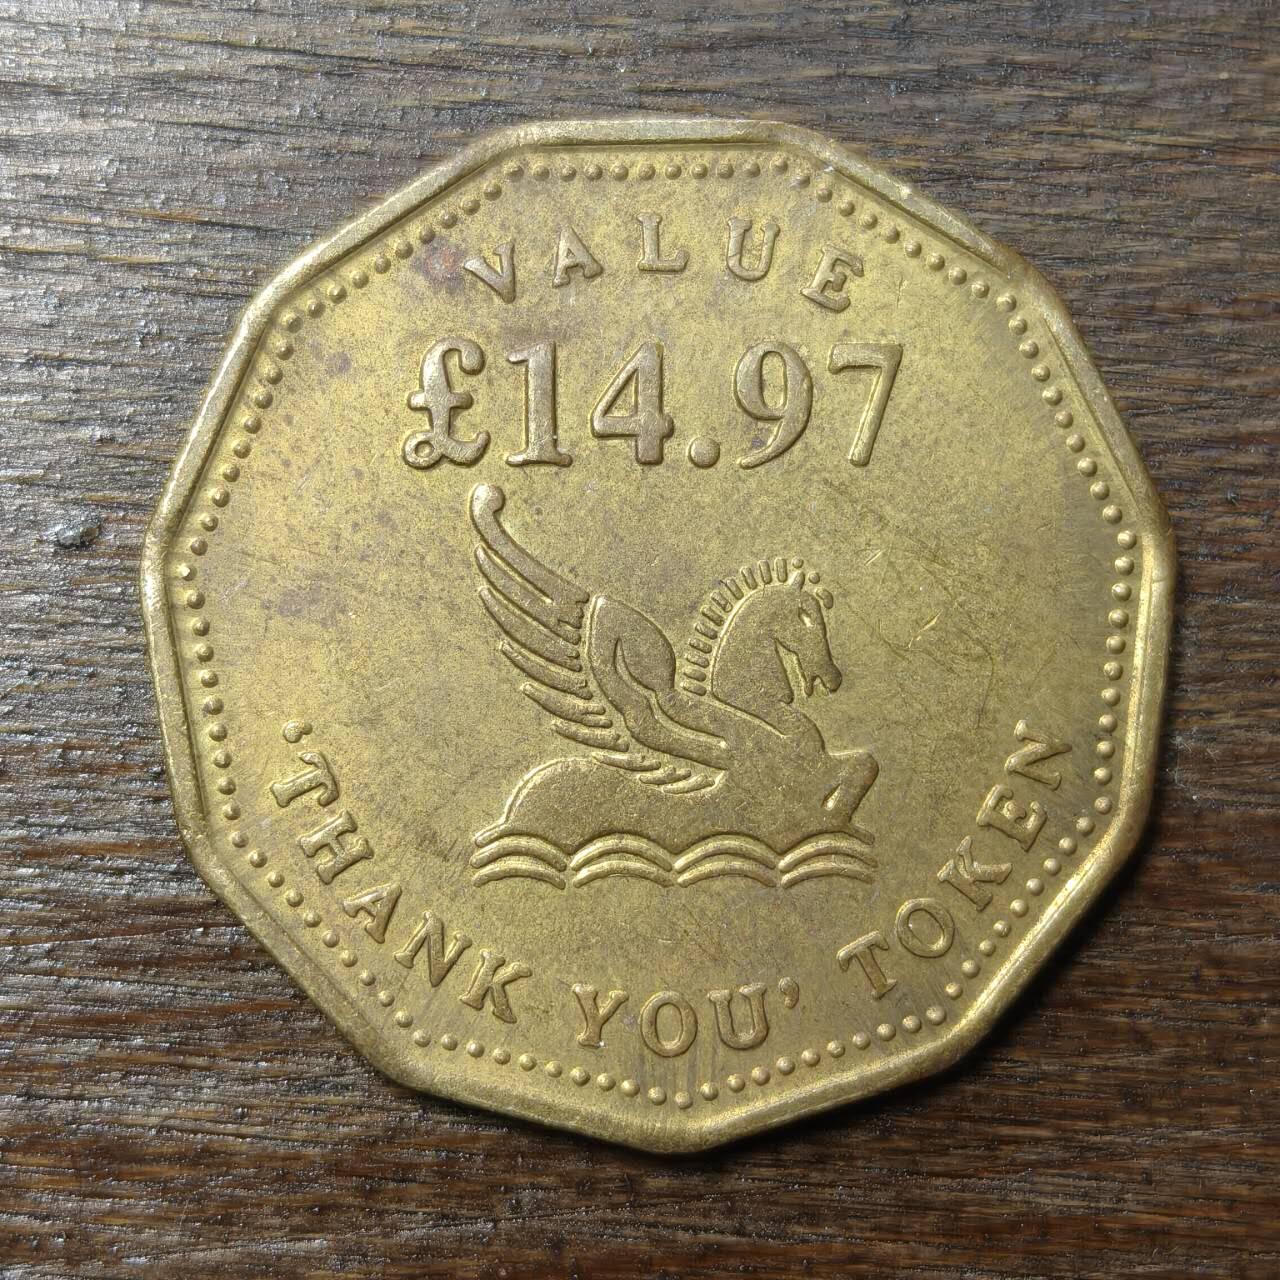 VALUE
£14.97
'THANK YOU' TOKEN